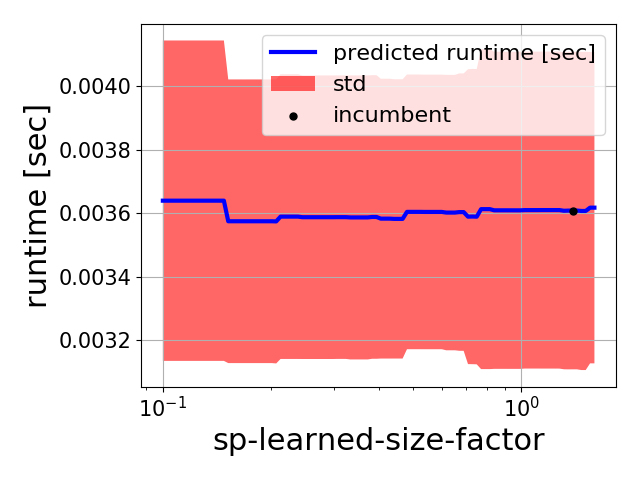 predicted runtime [sec]
std
incumbent
runtime [sec]
0.0040
0.0038
0.0036
0.0034
0.0032
10⁻¹
10⁰
sp-learned-size-factor